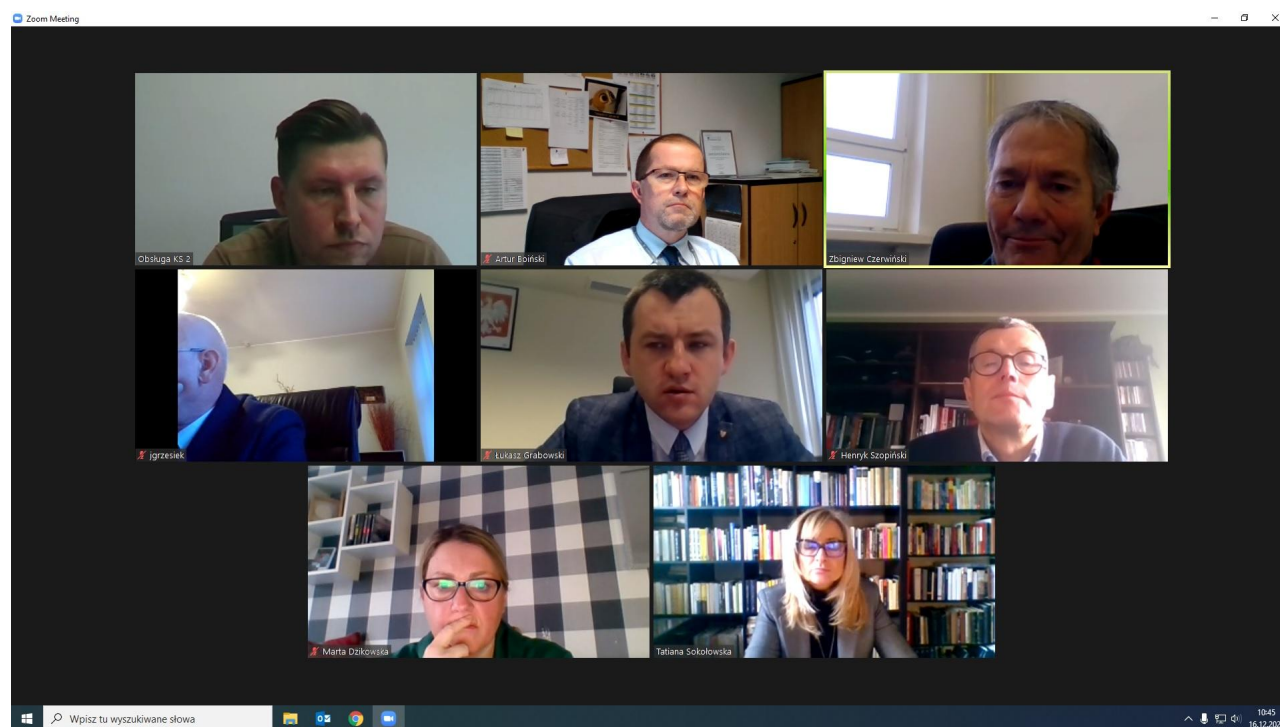 Zoom Meeting
Obsługa KS 2
Artur Boiński
Zbigniew Czerwiński
jgrzesiek
Łukasz Grabowski
Henryk Szopiński
Marta Dzikowska
Tatiana Sokołowska
Wpisz tu wyszukiwane słowa
10:45